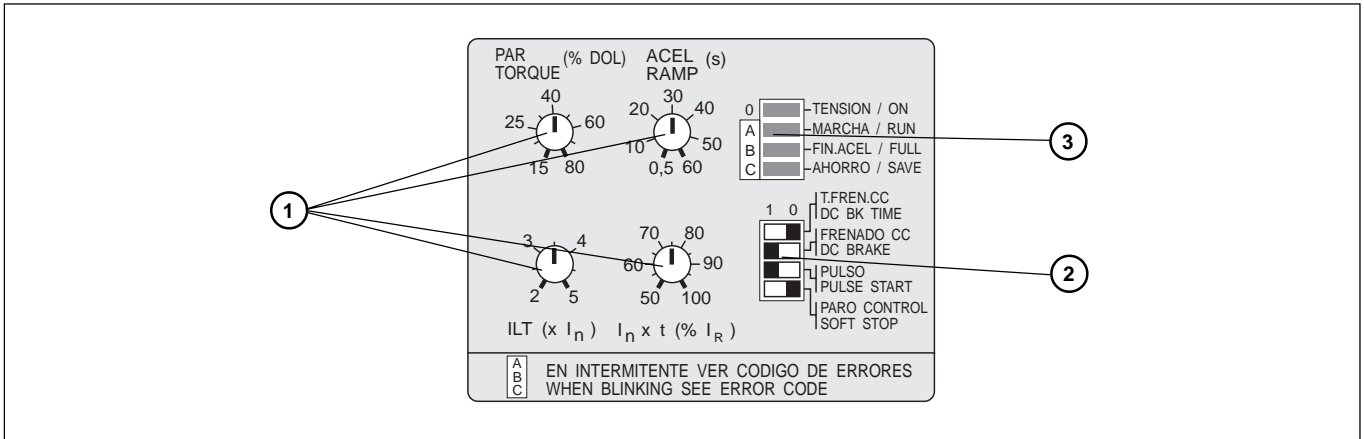 PAR TORQUE (% DOL)
40
25
60
15
80
ACEL RAMP (s)
30
20
40
10
50
0,5
60
0
A
B
C
TENSION / ON
MARCHA / RUN
FIN.ACEL / FULL
AHORRO / SAVE
3
1
1 0
T.FREN.CC
DC BK TIME
FRENADO CC
DC BRAKE
PULSO
PULSE START
PARO CONTROL
SOFT STOP
2
3
4
2
5
ILT (x In)
70
80
60
90
50
100
In x t (% IR)
A
B
C
EN INTERMITENTE VER CODIGO DE ERRORES
WHEN BLINKING SEE ERROR CODE